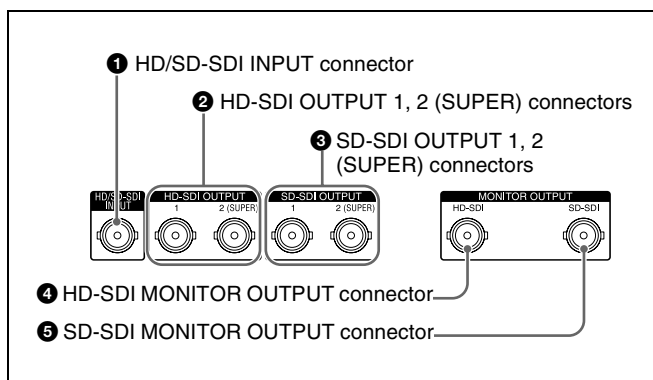 ❶ HD/SD-SDI INPUT connector
❷ HD-SDI OUTPUT 1, 2 (SUPER) connectors
❸ SD-SDI OUTPUT 1, 2
(SUPER) connectors
HD/SD-SDI
INPUT
HD-SDI OUTPUT
1 2 (SUPER)
SD-SDI OUTPUT
1 2 (SUPER)
MONITOR OUTPUT
HD-SDI SD-SDI
❹ HD-SDI MONITOR OUTPUT connector
❺ SD-SDI MONITOR OUTPUT connector